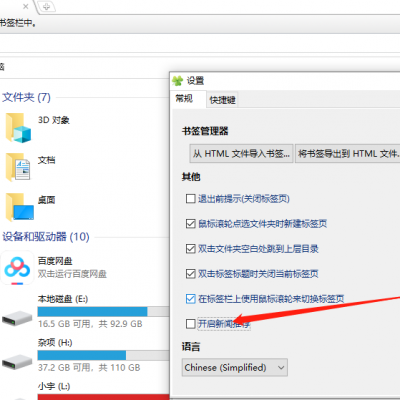 书签栏中。
文件夹 (7)
3D 对象
文档
桌面
设备和驱动器 (10)
百度网盘
双击运行百度网盘
本地磁盘 (E:)
16.5 GB 可用，共 92.9 GB
杂项 (H:)
37.2 GB 可用，共 110 GB
小宇 (L:)
设置
常规
快捷键
书签管理器
从 HTML 文件导入书签...
将书签导出到 HTML 文件.
其他
退出前提示(关闭标签页)
鼠标滚轮点选文件夹时新建标签页
双击文件夹空白处跳到上层目录
双击标签标题时关闭当前标签页
在标签栏上使用鼠标滚轮来切换标签页
开启新闻推荐
语言
Chinese (Simplified)